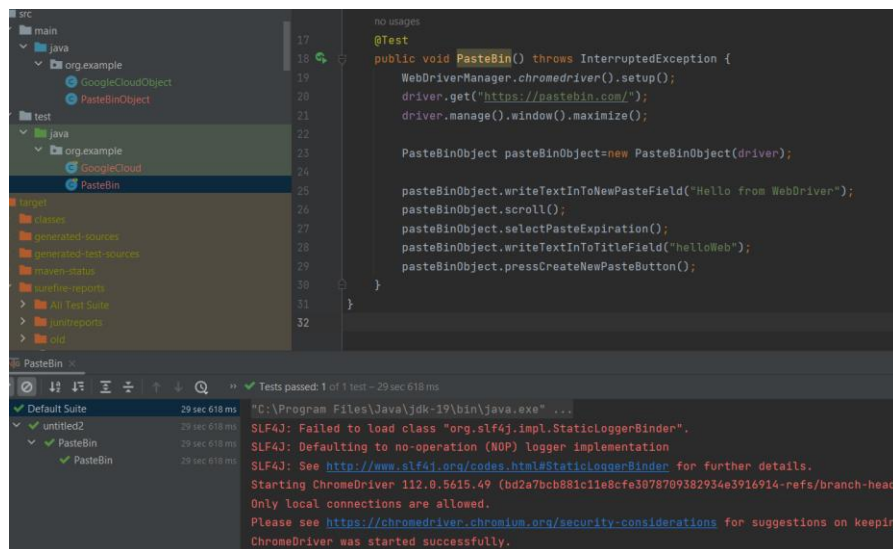 src
main
java
org.example
GoogleCloudObject
PasteBinObject
test
java
org.example
GoogleCloud
PasteBin
target
classes
generated-sources
generated-test-sources
maven-status
surefire-reports
All Test Suite
junitreports
old
no usages
17 @Test
18 public void PasteBin() throws InterruptedException {
19 WebDriverManager.chromedriver().setup();
20 driver.get("https://pastebin.com/");
21 driver.manage().window().maximize();
22
23 PasteBinObject pasteBinObject=new PasteBinObject(driver);
24
25 pasteBinObject.writeTextInToNewPasteField("Hello from WebDriver");
26 pasteBinObject.scroll();
27 pasteBinObject.selectPasteExpiration();
28 pasteBinObject.writeTextInToTitleField("helloWeb");
29 pasteBinObject.pressCreateNewPasteButton();
30 }
31 }
32
PasteBin
Tests passed: 1 of 1 test – 29 sec 618 ms
Default Suite 29 sec 618 ms
untitled2 29 sec 618 ms
PasteBin 29 sec 618 ms
PasteBin 29 sec 618 ms
"C:\Program Files\Java\jdk-19\bin\java.exe" ...
SLF4J: Failed to load class "org.slf4j.impl.StaticLoggerBinder".
SLF4J: Defaulting to no-operation (NOP) logger implementation
SLF4J: See http://www.slf4j.org/codes.html#StaticLoggerBinder for further details.
Starting ChromeDriver 112.0.5615.49 (bd2a7bcb881c11e8cfe3078709382934e3916914-refs/branch-head
Only local connections are allowed.
Please see https://chromedriver.chromium.org/security-considerations for suggestions on keepin
ChromeDriver was started successfully.